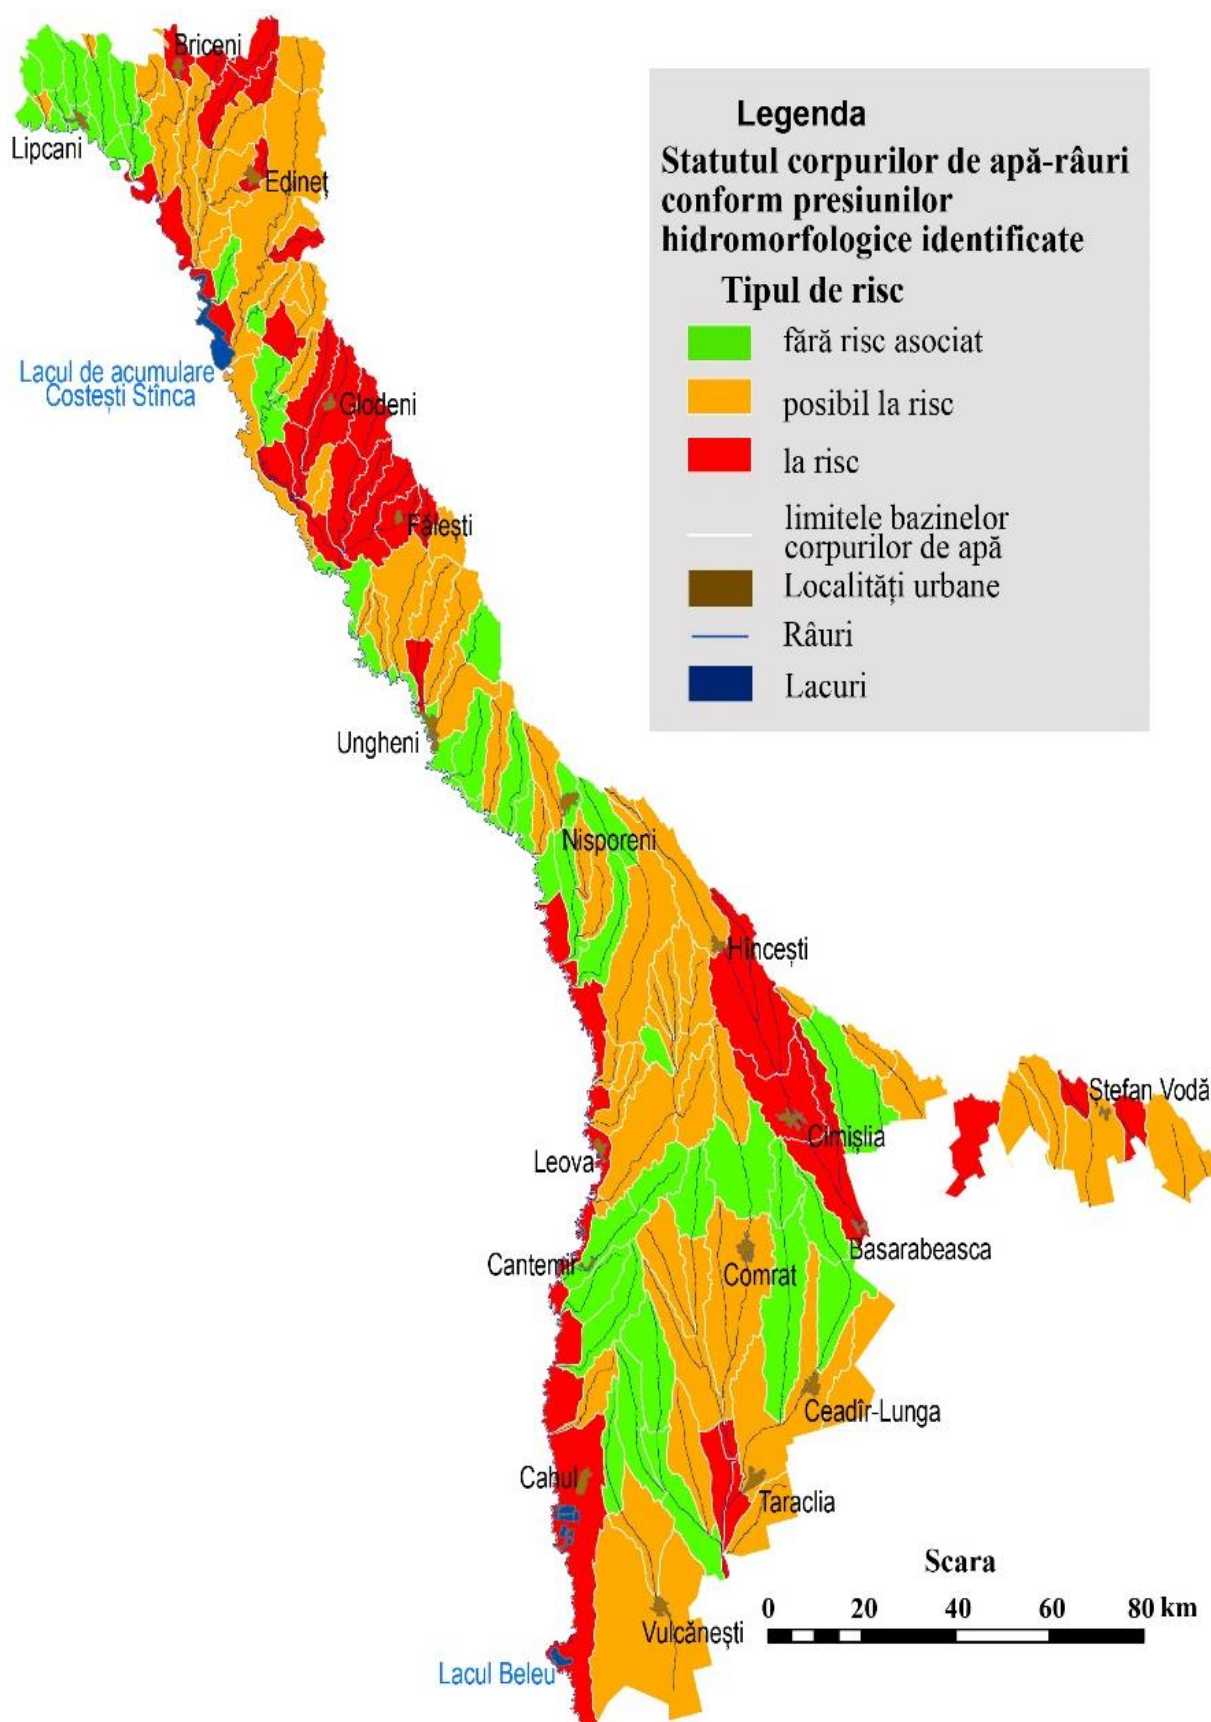 Legenda
Statutul corpurilor de apă-râuri
conform presiunilor
hidromorfologice identificate
Tipul de risc
fără risc asociat
posibil la risc
la risc
limitele bazinelor
corpurilor de apă
Localități urbane
Râuri
Lacuri
Briceni
Lipcani
Edineț
Lacul de acumulare
Costești Stînca
Glodeni
Fălești
Ungheni
Nisporeni
Hîncești
Ștefan Vodă
Cimișlia
Leova
Basarabeasca
Cantemir
Comrat
Ceadîr-Lunga
Cahul
Taraclia
Vulcănești
Lacul Beleu
Scara
0 20 40 60 80 km